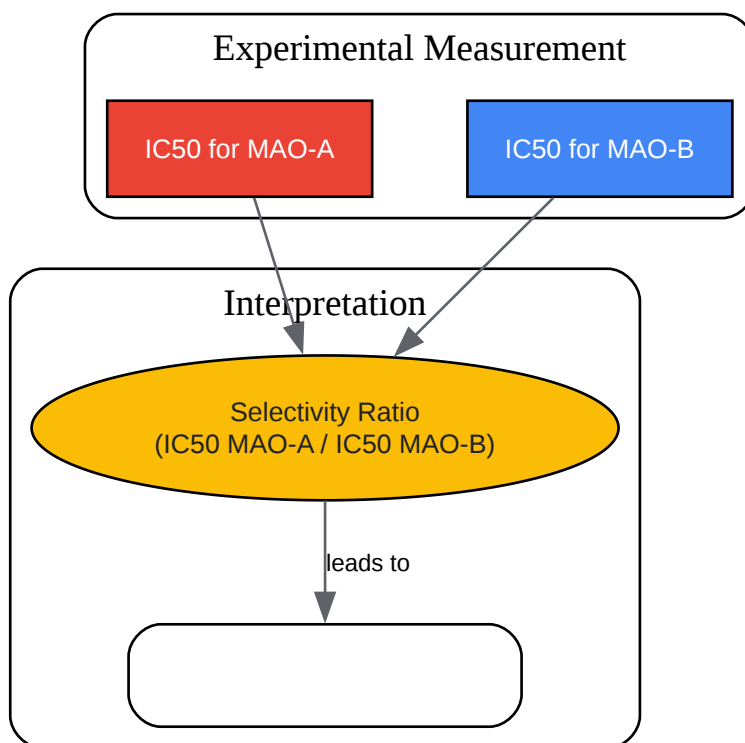 Experimental Measurement
IC50 for MAO-A
IC50 for MAO-B
Interpretation
Selectivity Ratio
(IC50 MAO-A / IC50 MAO-B)
leads to